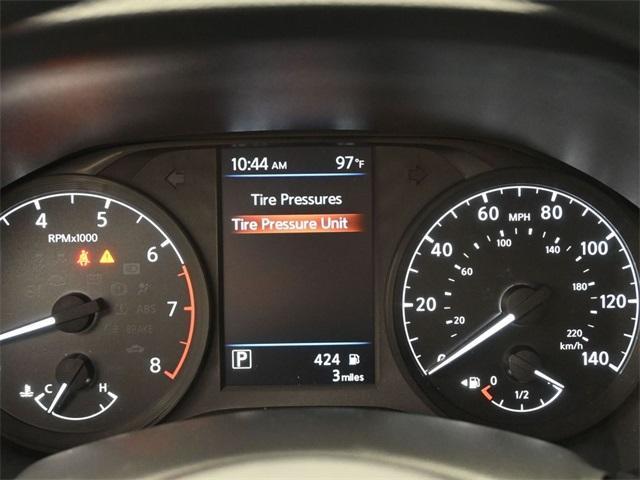 10:44 AM 97°F
Tire Pressures
Tire Pressure Unit
P 424
3 miles
4 5 6 7 8
RPMx1000
ABS
BRAKE
C H
0 20 40 60 80 100 120 140
MPH
20 60 100 140 180 220
km/h
0 1/2